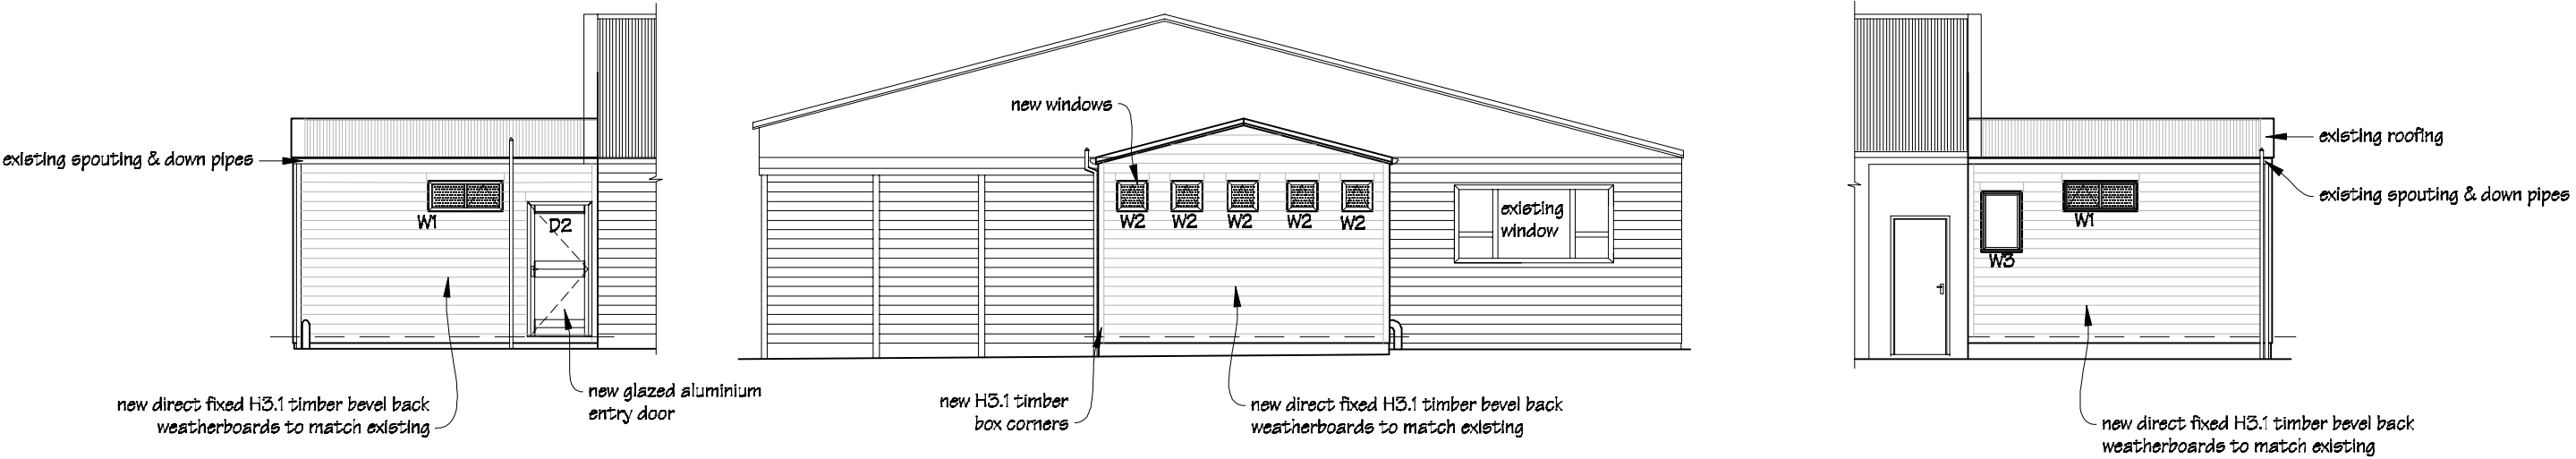 existing spouting & down pipes
W1
D2
new direct fixed H3.1 timber bevel back
weatherboards to match existing
new glazed aluminium
entry door
new windows
W2 W2 W2 W2 W2
existing
window
new H3.1 timber
box corners
new direct fixed H3.1 timber bevel back
weatherboards to match existing
existing roofing
existing spouting & down pipes
W1
W3
new direct fixed H3.1 timber bevel back
weatherboards to match existing